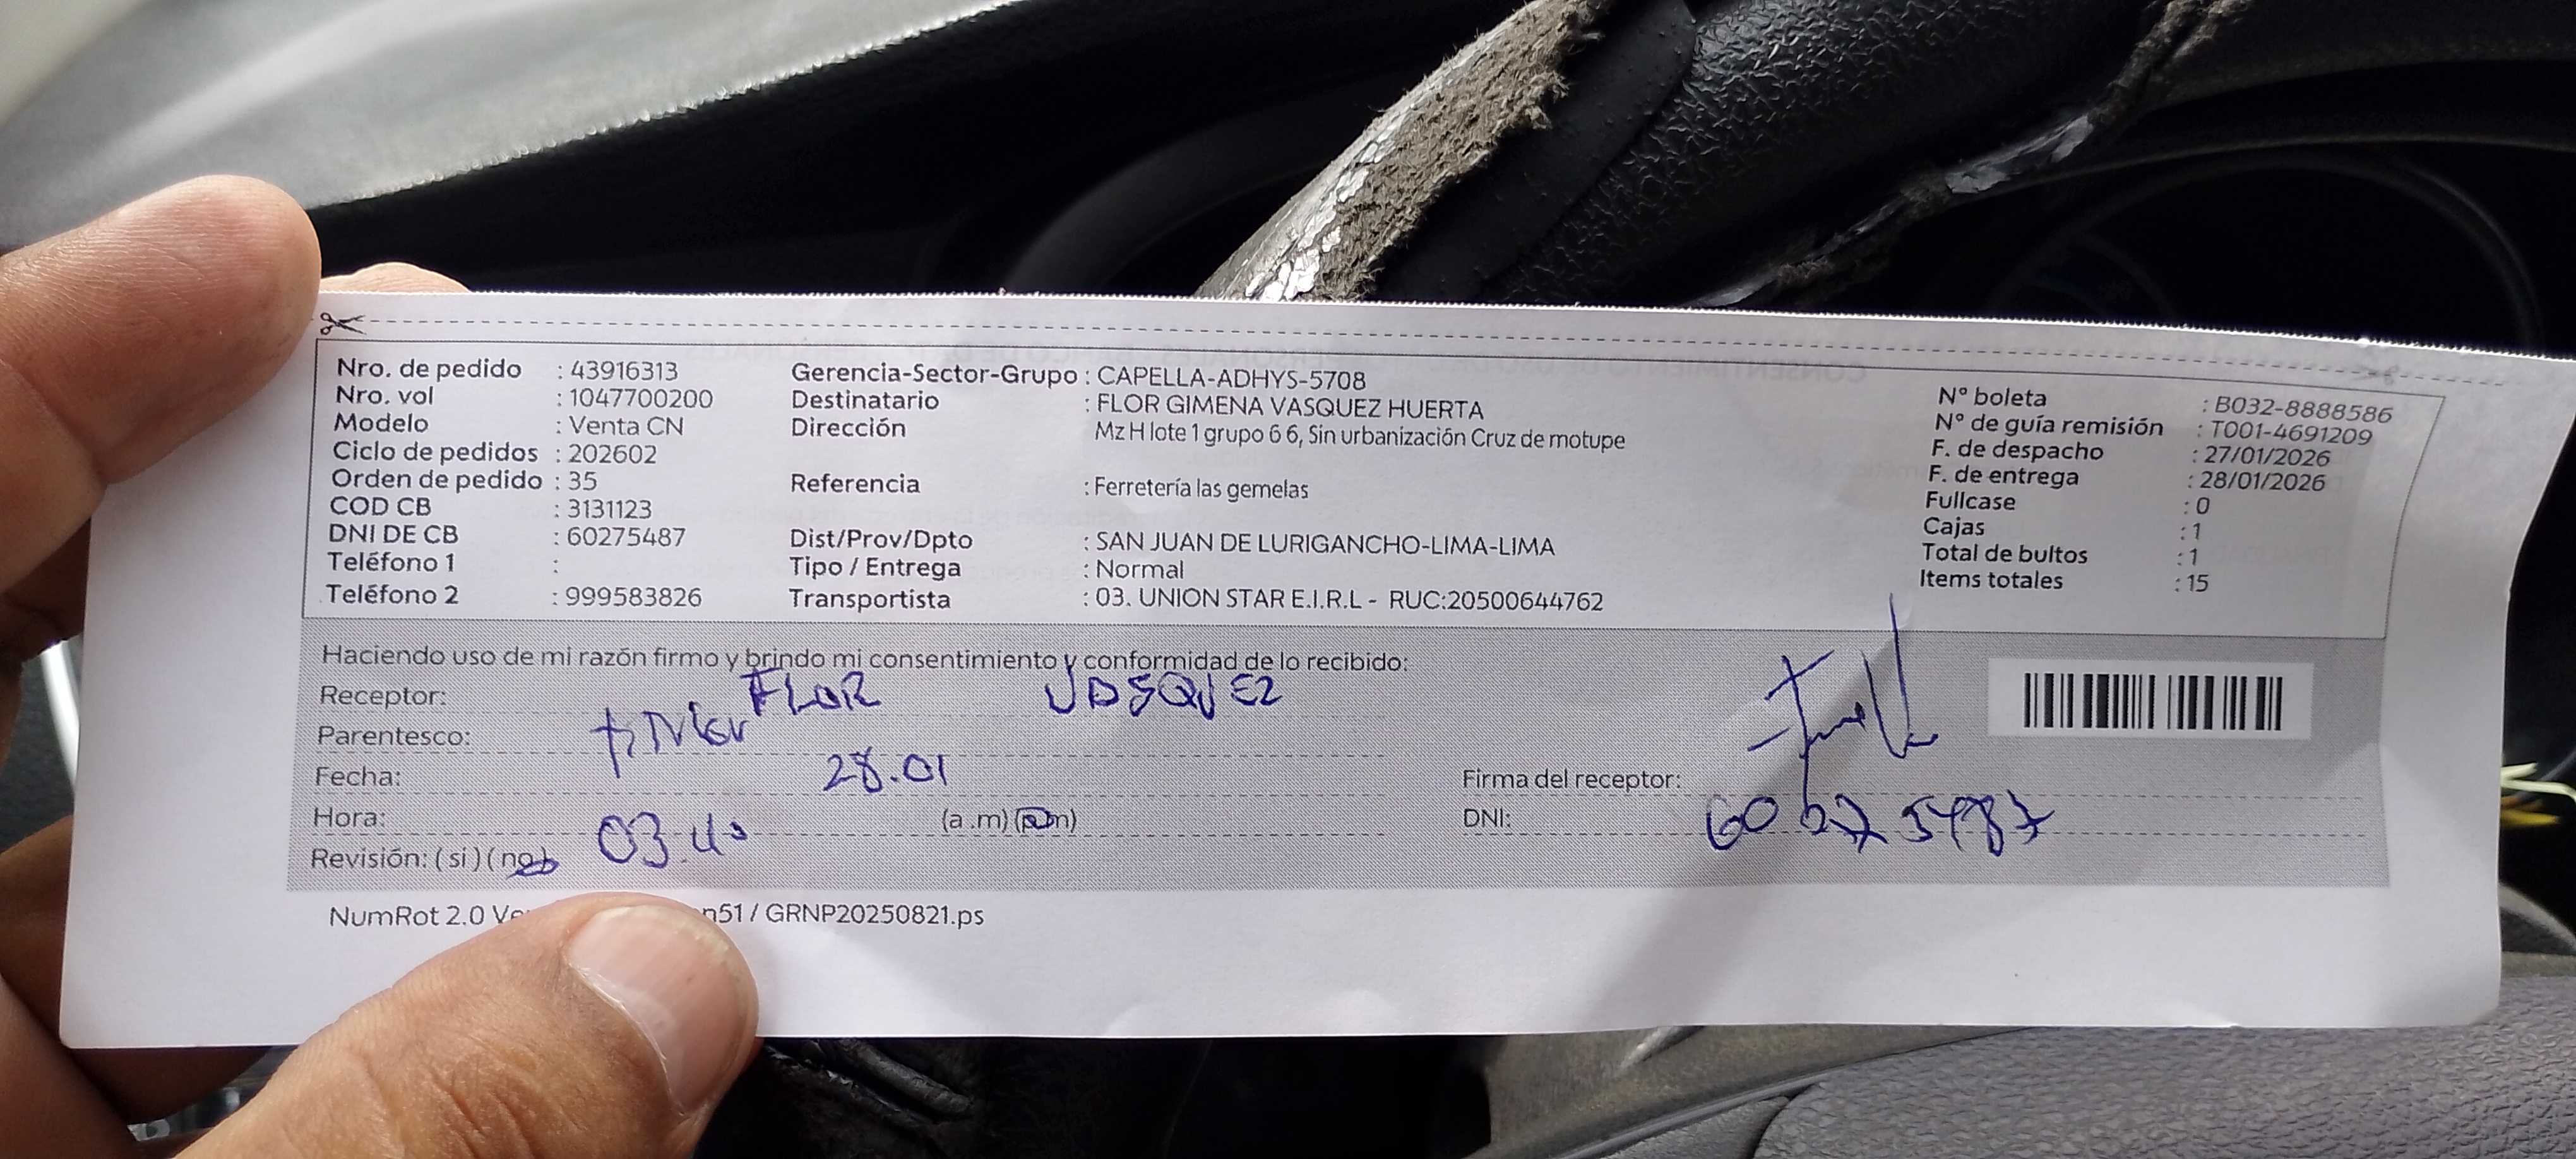 Nro. de pedido : 43916313
Nro. vol : 1047700200
Modelo : Venta CN
Ciclo de pedidos : 202602
Orden de pedido : 35
COD CB : 3131123
DNI DE CB : 60275487
Teléfono 1 :
Teléfono 2 : 999583826
Gerencia-Sector-Grupo : CAPELLA-ADHYS-5708
Destinatario : FLOR GIMENA VASQUEZ HUERTA
Dirección Mz H lote 1 grupo 6 6, Sin urbanización Cruz de motupe
Referencia : Ferretería las gemelas
Dist/Prov/Dpto : SAN JUAN DE LURIGANCHO-LIMA-LIMA
Tipo / Entrega : Normal
Transportista : 03. UNION STAR E.I.R.L - RUC:20500644762
N° boleta : B032-8888586
N° de guía remisión : T001-4691209
F. de despacho : 27/01/2026
F. de entrega : 28/01/2026
Fullcase : 0
Cajas : 1
Total de bultos : 1
Items totales : 15
Haciendo uso de mi razón firmo y brindo mi consentimiento y conformidad de lo recibido:
Receptor: FLOR VASQUEZ
Parentesco:
Fecha: 28.01
Hora: 03.40 (a .m) (p.m)
Revisión: ( si ) ( no )
Firma del receptor:
DNI: 60275487
NumRot 2.0 n51 / GRNP20250821.ps